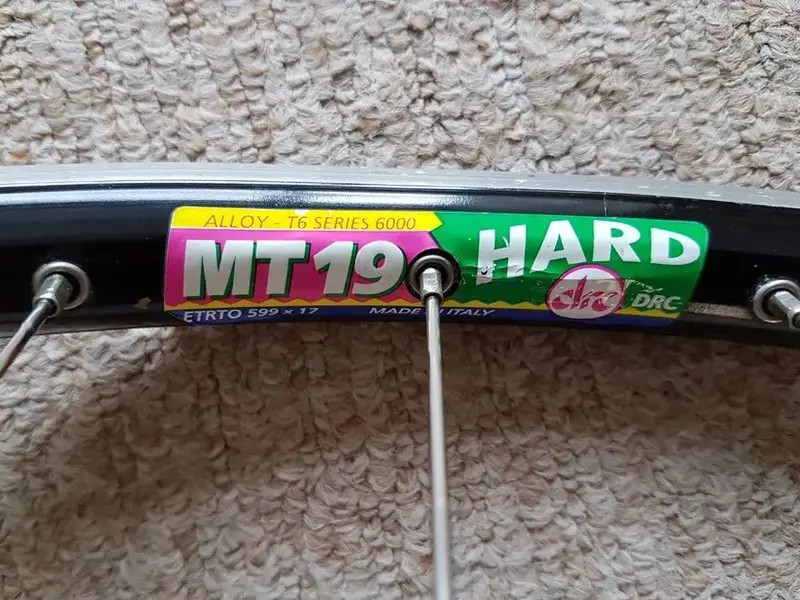 ALLOY - T6 SERIES 6000
MT 19 HARD
drc DRC
ETRTO 599 x 17 MADE IN ITALY